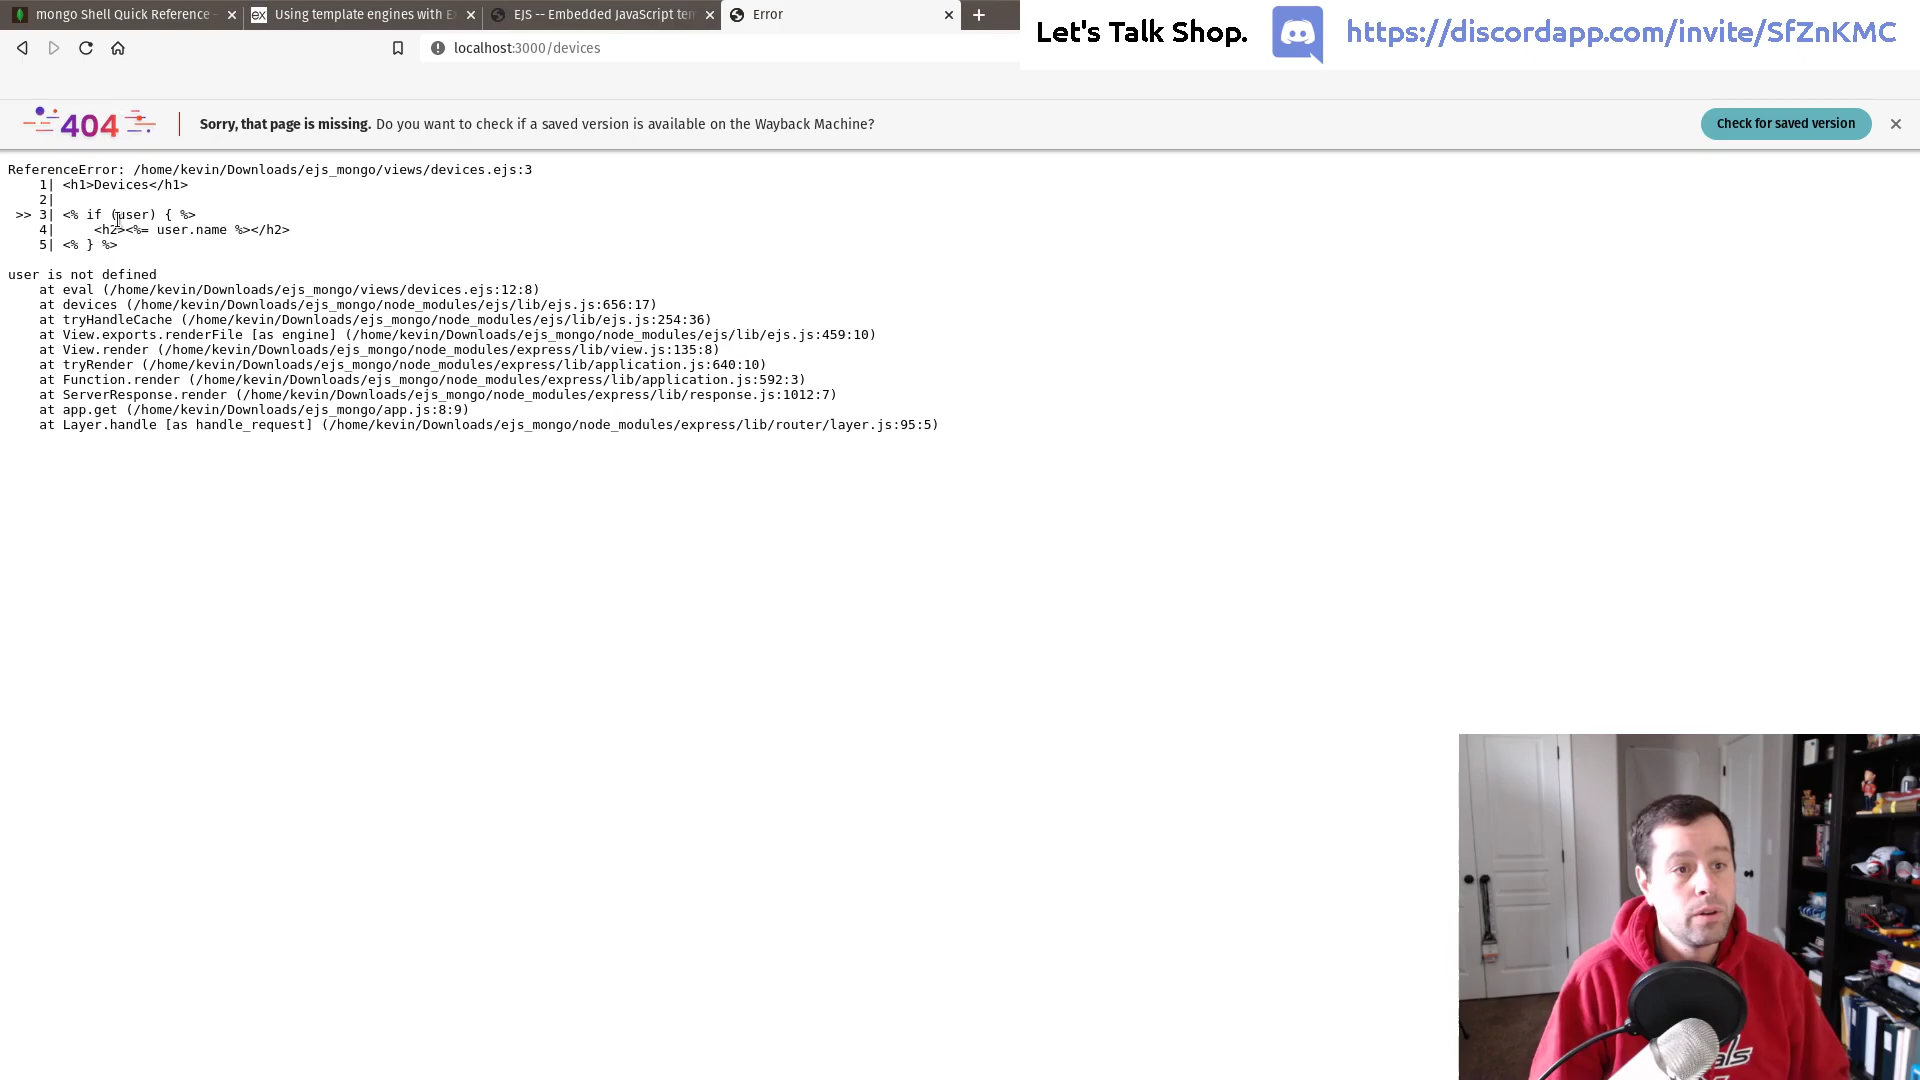 mongo Shell Quick Reference
Using template engines with Ex
EJS -- Embedded JavaScript tem
Error
localhost:3000/devices
Let's Talk Shop.
https://discordapp.com/invite/SfZnKMC
404
Sorry, that page is missing. Do you want to check if a saved version is available on the Wayback Machine?
Check for saved version
ReferenceError: /home/kevin/Downloads/ejs_mongo/views/devices.ejs:3
1| <h1>Devices</h1>
2|
>> 3| <% if (user) { %>
4|     <h2><%= user.name %></h2>
5| <% } %>
user is not defined
at eval (/home/kevin/Downloads/ejs_mongo/views/devices.ejs:12:8)
at devices (/home/kevin/Downloads/ejs_mongo/node_modules/ejs/lib/ejs.js:656:17)
at tryHandleCache (/home/kevin/Downloads/ejs_mongo/node_modules/ejs/lib/ejs.js:254:36)
at View.exports.renderFile [as engine] (/home/kevin/Downloads/ejs_mongo/node_modules/ejs/lib/ejs.js:459:10)
at View.render (/home/kevin/Downloads/ejs_mongo/node_modules/express/lib/view.js:135:8)
at tryRender (/home/kevin/Downloads/ejs_mongo/node_modules/express/lib/application.js:640:10)
at Function.render (/home/kevin/Downloads/ejs_mongo/node_modules/express/lib/application.js:592:3)
at ServerResponse.render (/home/kevin/Downloads/ejs_mongo/node_modules/express/lib/response.js:1012:7)
at app.get (/home/kevin/Downloads/ejs_mongo/app.js:8:9)
at Layer.handle [as handle_request] (/home/kevin/Downloads/ejs_mongo/node_modules/express/lib/router/layer.js:95:5)